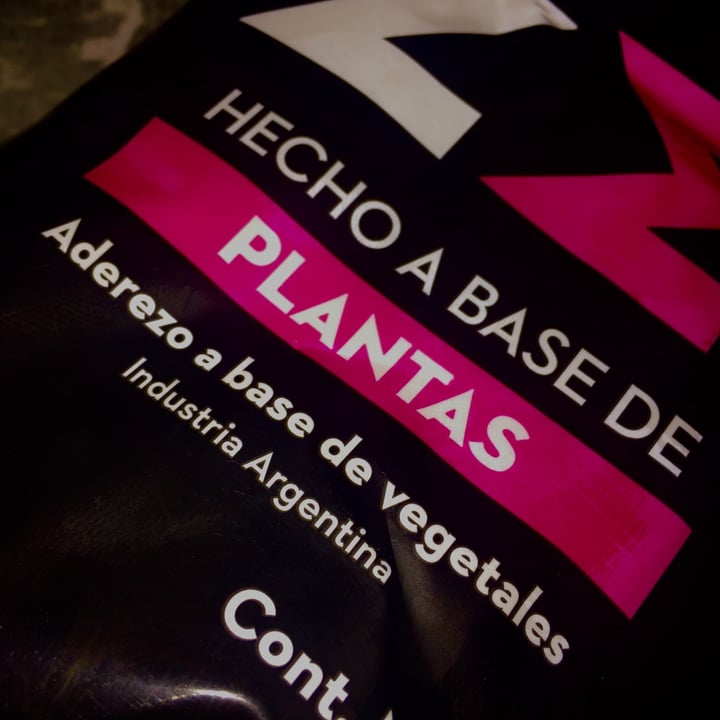 HECHO A BASE DE
PLANTAS
Aderezo a base de vegetales
Industria Argentina
Cont.